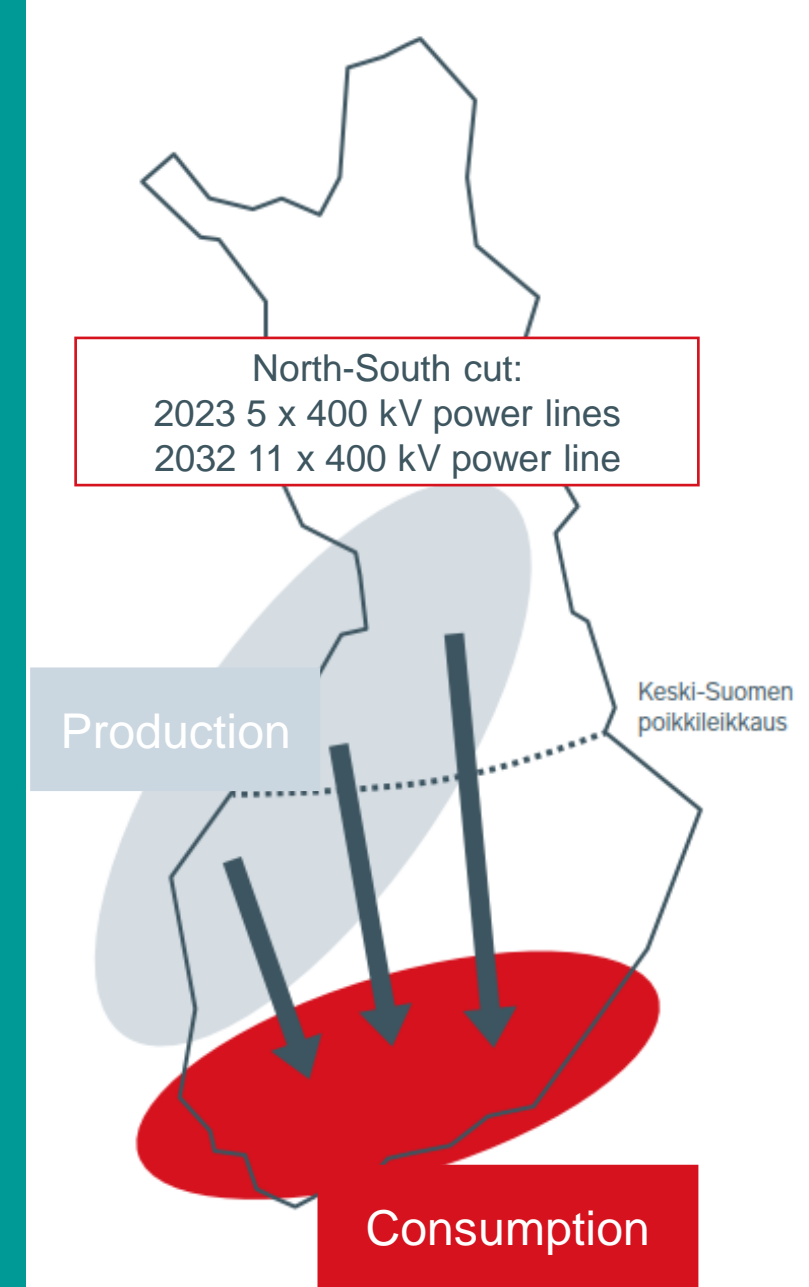 North-South cut:
2023 5 x 400 kV power lines
2032 11 x 400 kV power line
Production
Keski-Suomen
poikkileikkaus
Consumption